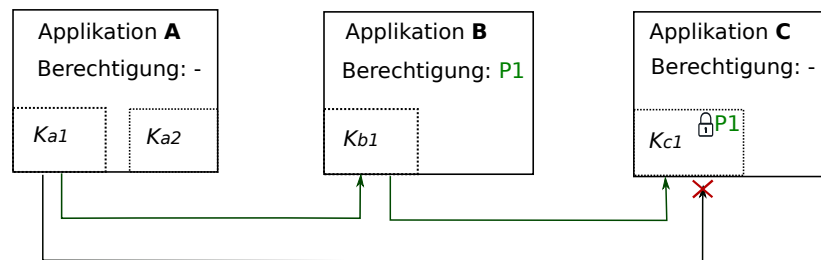 Applikation A
Berechtigung: -
Ka1
Ka2
Applikation B
Berechtigung: P1
Kb1
Applikation C
Berechtigung: -
Kc1
P1